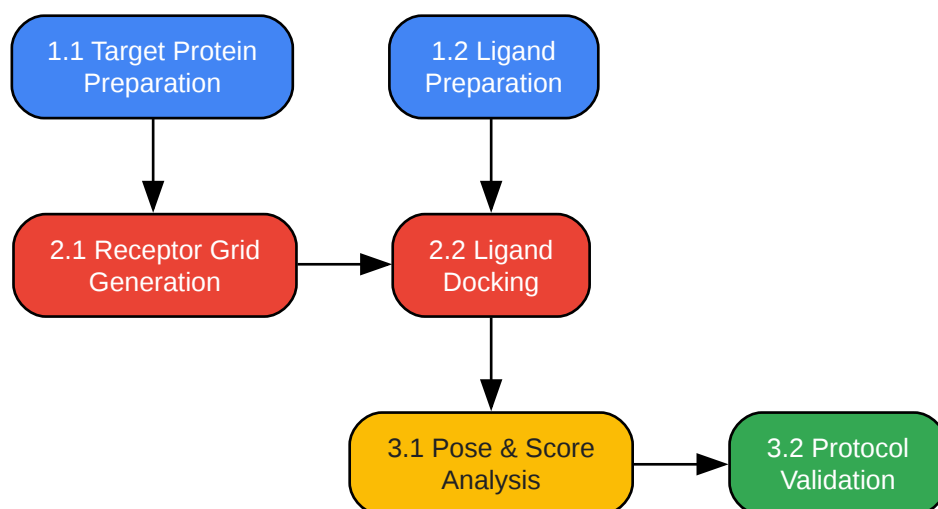 1.1 Target Protein
Preparation
1.2 Ligand
Preparation
2.1 Receptor Grid
Generation
2.2 Ligand
Docking
3.1 Pose & Score
Analysis
3.2 Protocol
Validation